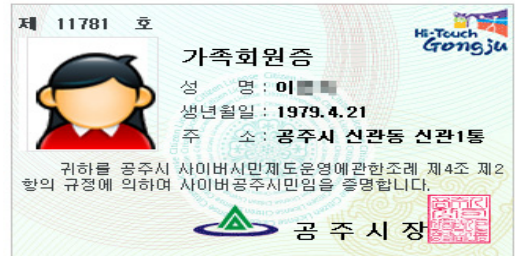 제 11781 호
Hi-Touch
Gongju
가족회원증
성 명 : 이
생년월일 : 1979.4.21
주 소 : 공주시 신관동 신관1통
귀하를 공주시 사이버시민제도운영에관한조례 제4조 제2
항의 규정에 의하여 사이버공주시민임을 증명합니다.
공 주 시 장